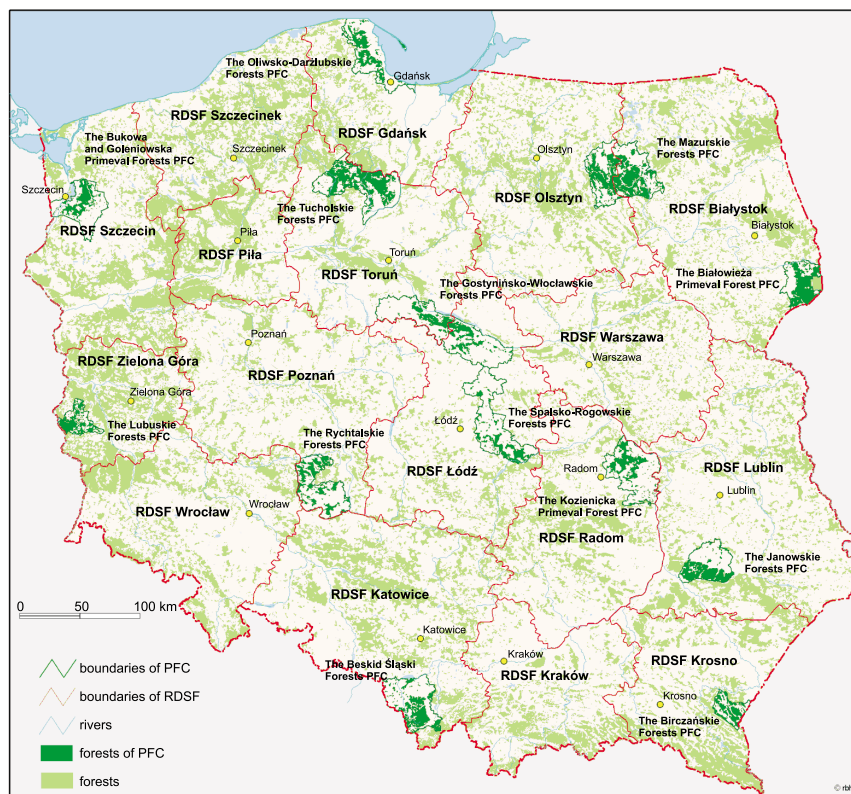 The Oliwsko-Darżlubskie
Forests PFC
Gdańsk
RDSF Szczecinek
RDSF Gdańsk
The Bukowa
and Goleniowska
Primeval Forests PFC
Szczecinek
Olsztyn
The Mazurskie
Forests PFC
Szczecin
RDSF Olsztyn
The Tucholskie
Forests PFC
RDSF Białystok
RDSF Szczecin
Piła
RDSF Piła
Białystok
Toruń
RDSF Toruń
The Gostynińsko-Włocławskie
Forests PFC
The Białowieża
Primeval Forest PFC
RDSF Warszawa
Poznań
RDSF Zielona Góra
Warszawa
RDSF Poznań
Zielona Góra
The Lubuskie
Forests PFC
The Spalsko-Rogowskie
Forests PFC
Łódź
The Rychtalskie
Forests PFC
RDSF Łódź
Radom
RDSF Lublin
Lublin
The Kozienicka
Primeval Forest PFC
RDSF Wrocław
Wrocław
RDSF Radom
The Janowskie
Forests PFC
RDSF Katowice
0 50 100 km
Katowice
Kraków
The Beskid Śląski
Forests PFC
RDSF Kraków
RDSF Krosno
Krosno
The Birczańskie
Forests PFC
boundaries of PFC
boundaries of RDSF
rivers
forests of PFC
forests